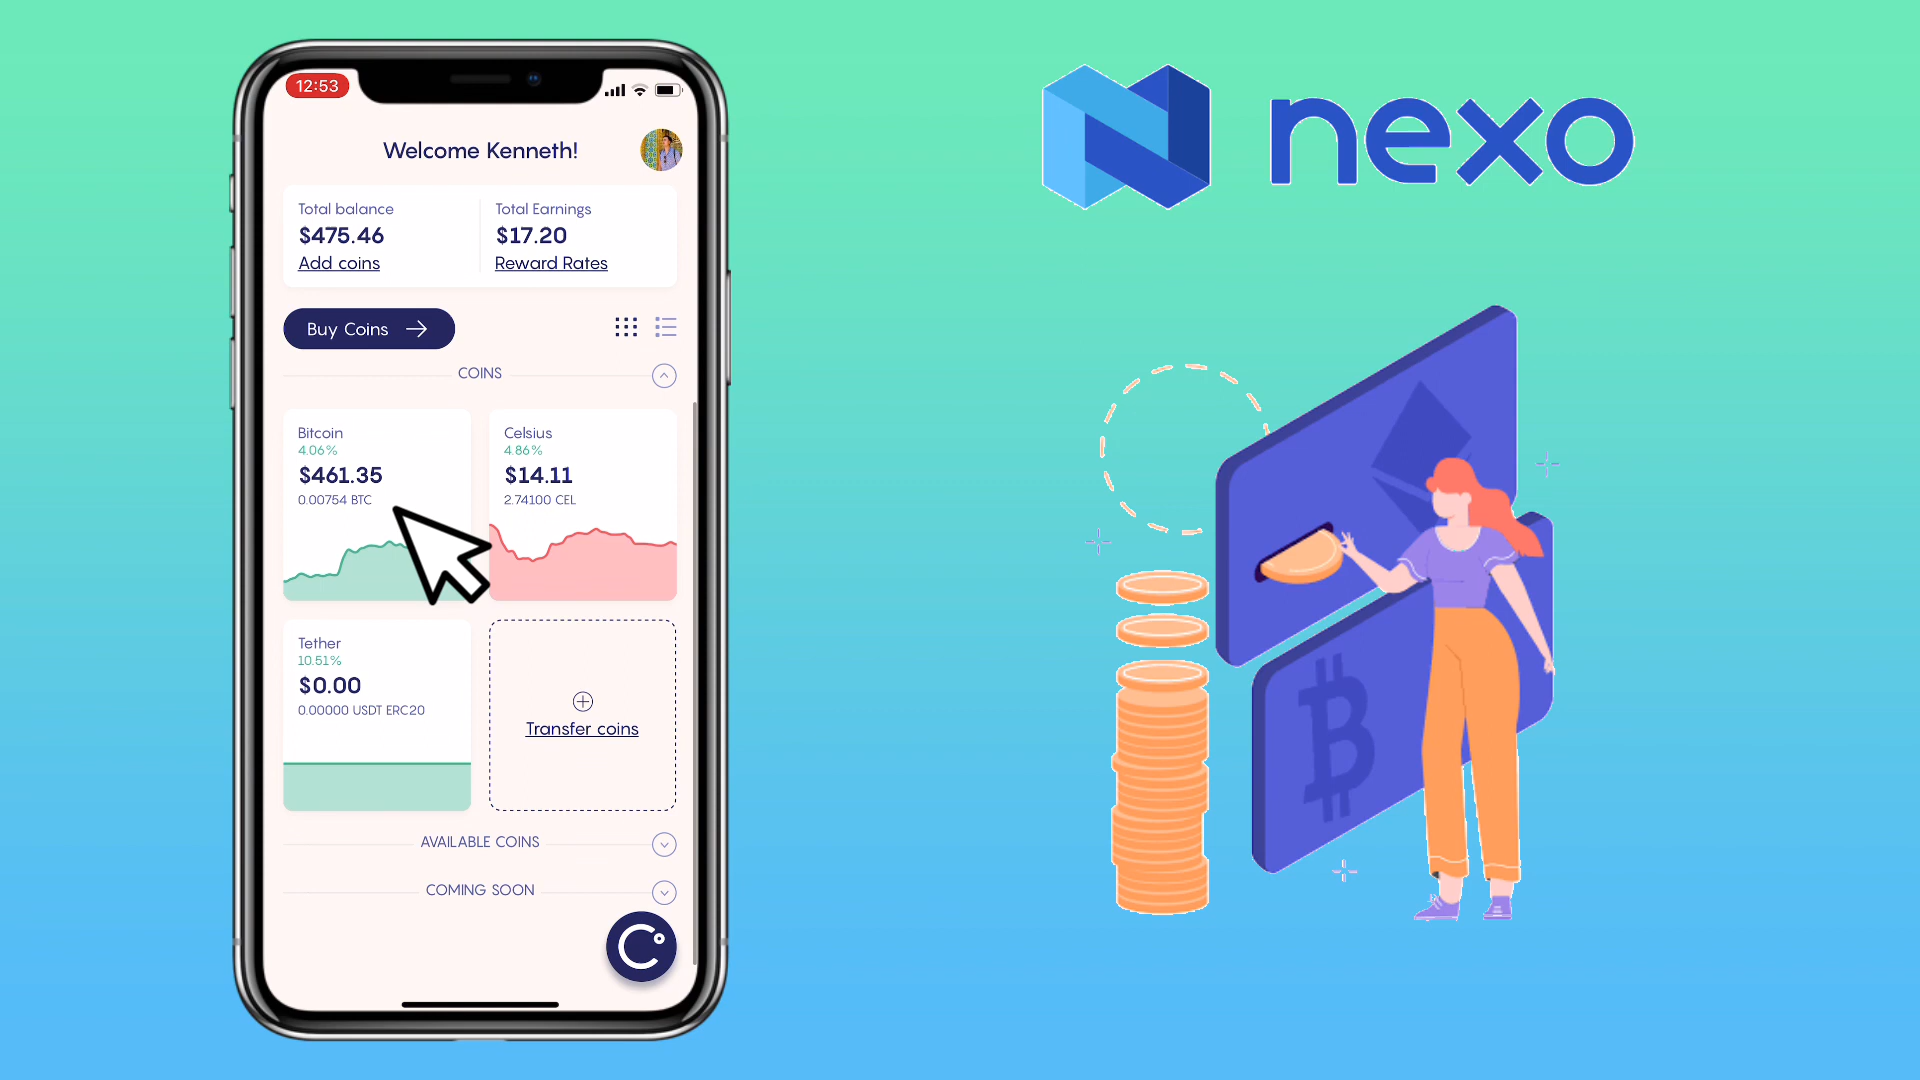 12:53
Welcome Kenneth!
Total balance
$475.46
Add coins
Total Earnings
$17.20
Reward Rates
Buy Coins
COINS
Bitcoin
4.06%
$461.35
0.00754 BTC
Celsius
4.86%
$14.11
2.74100 CEL
Tether
10.51%
$0.00
0.00000 USDT ERC20
Transfer coins
AVAILABLE COINS
COMING SOON
nexo